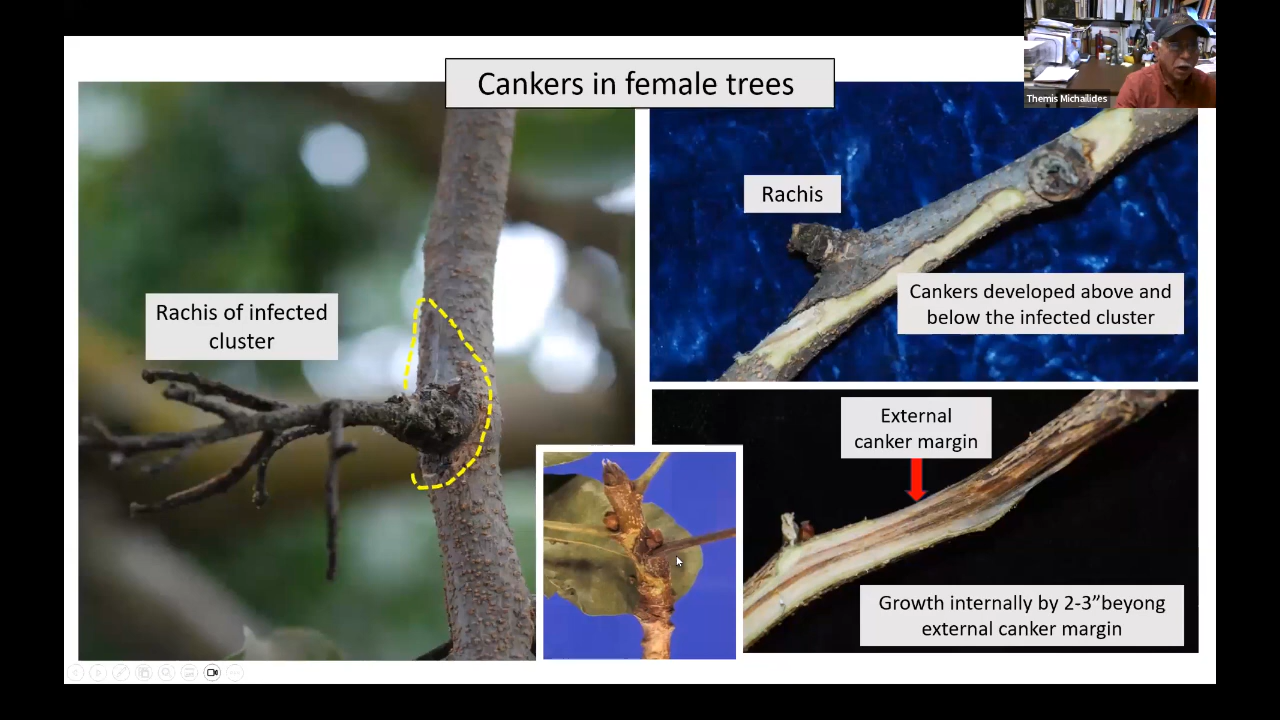 Cankers in female trees
Themis Michailides
Rachis of infected
cluster
Rachis
Cankers developed above and
below the infected cluster
External
canker margin
Growth internally by 2-3”beyong
external canker margin